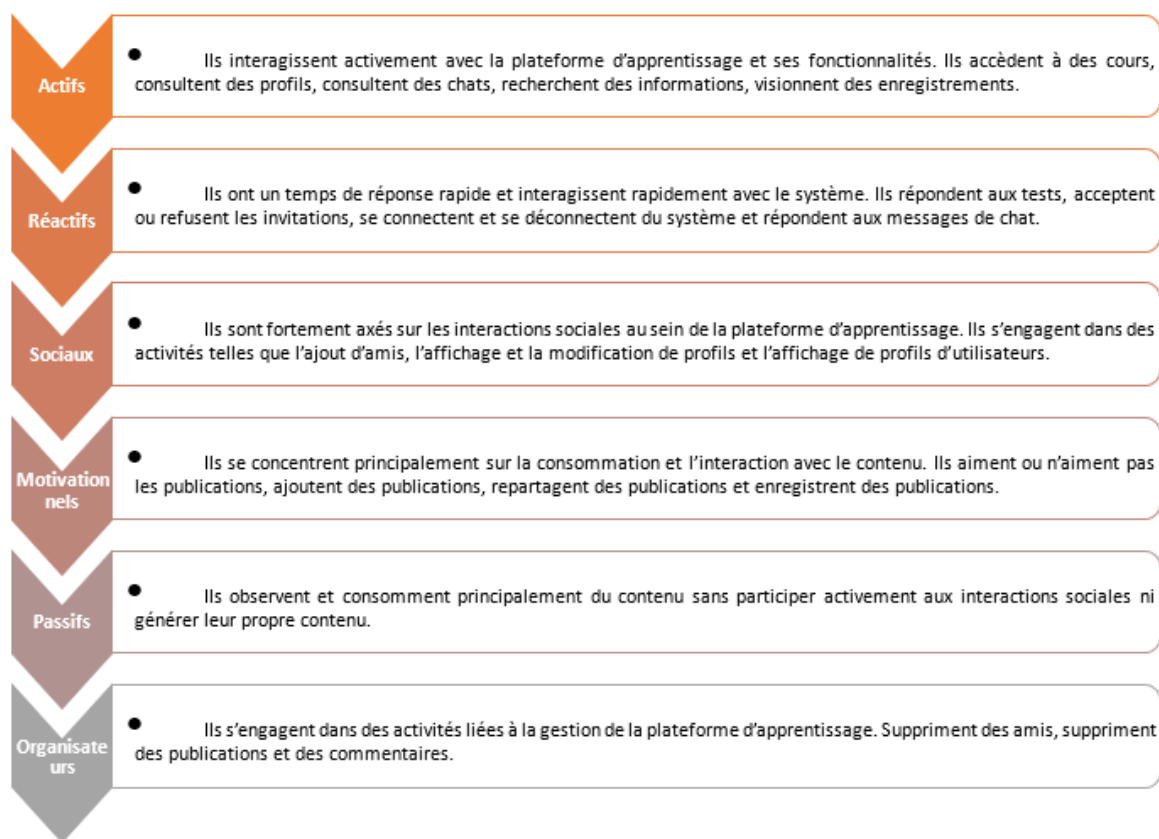 Actifs
● Ils interagissent activement avec la plateforme d’apprentissage et ses fonctionnalités. Ils accèdent à des cours,
consultent des profils, consultent des chats, recherchent des informations, visionnent des enregistrements.
Réactifs
● Ils ont un temps de réponse rapide et interagissent rapidement avec le système. Ils répondent aux tests, acceptent
ou refusent les invitations, se connectent et se déconnectent du système et répondent aux messages de chat.
Sociaux
● Ils sont fortement axés sur les interactions sociales au sein de la plateforme d’apprentissage. Ils s’engagent dans des
activités telles que l’ajout d’amis, l’affichage et la modification de profils et l’affichage de profils d’utilisateurs.
Motivation
nels
● Ils se concentrent principalement sur la consommation et l’interaction avec le contenu. Ils aiment ou n’aiment pas
les publications, ajoutent des publications, repartagent des publications et enregistrent des publications.
Passifs
● Ils observent et consomment principalement du contenu sans participer activement aux interactions sociales ni
générer leur propre contenu.
Organisate
urs
● Ils s’engagent dans des activités liées à la gestion de la plateforme d’apprentissage. Suppriment des amis, suppriment
des publications et des commentaires.